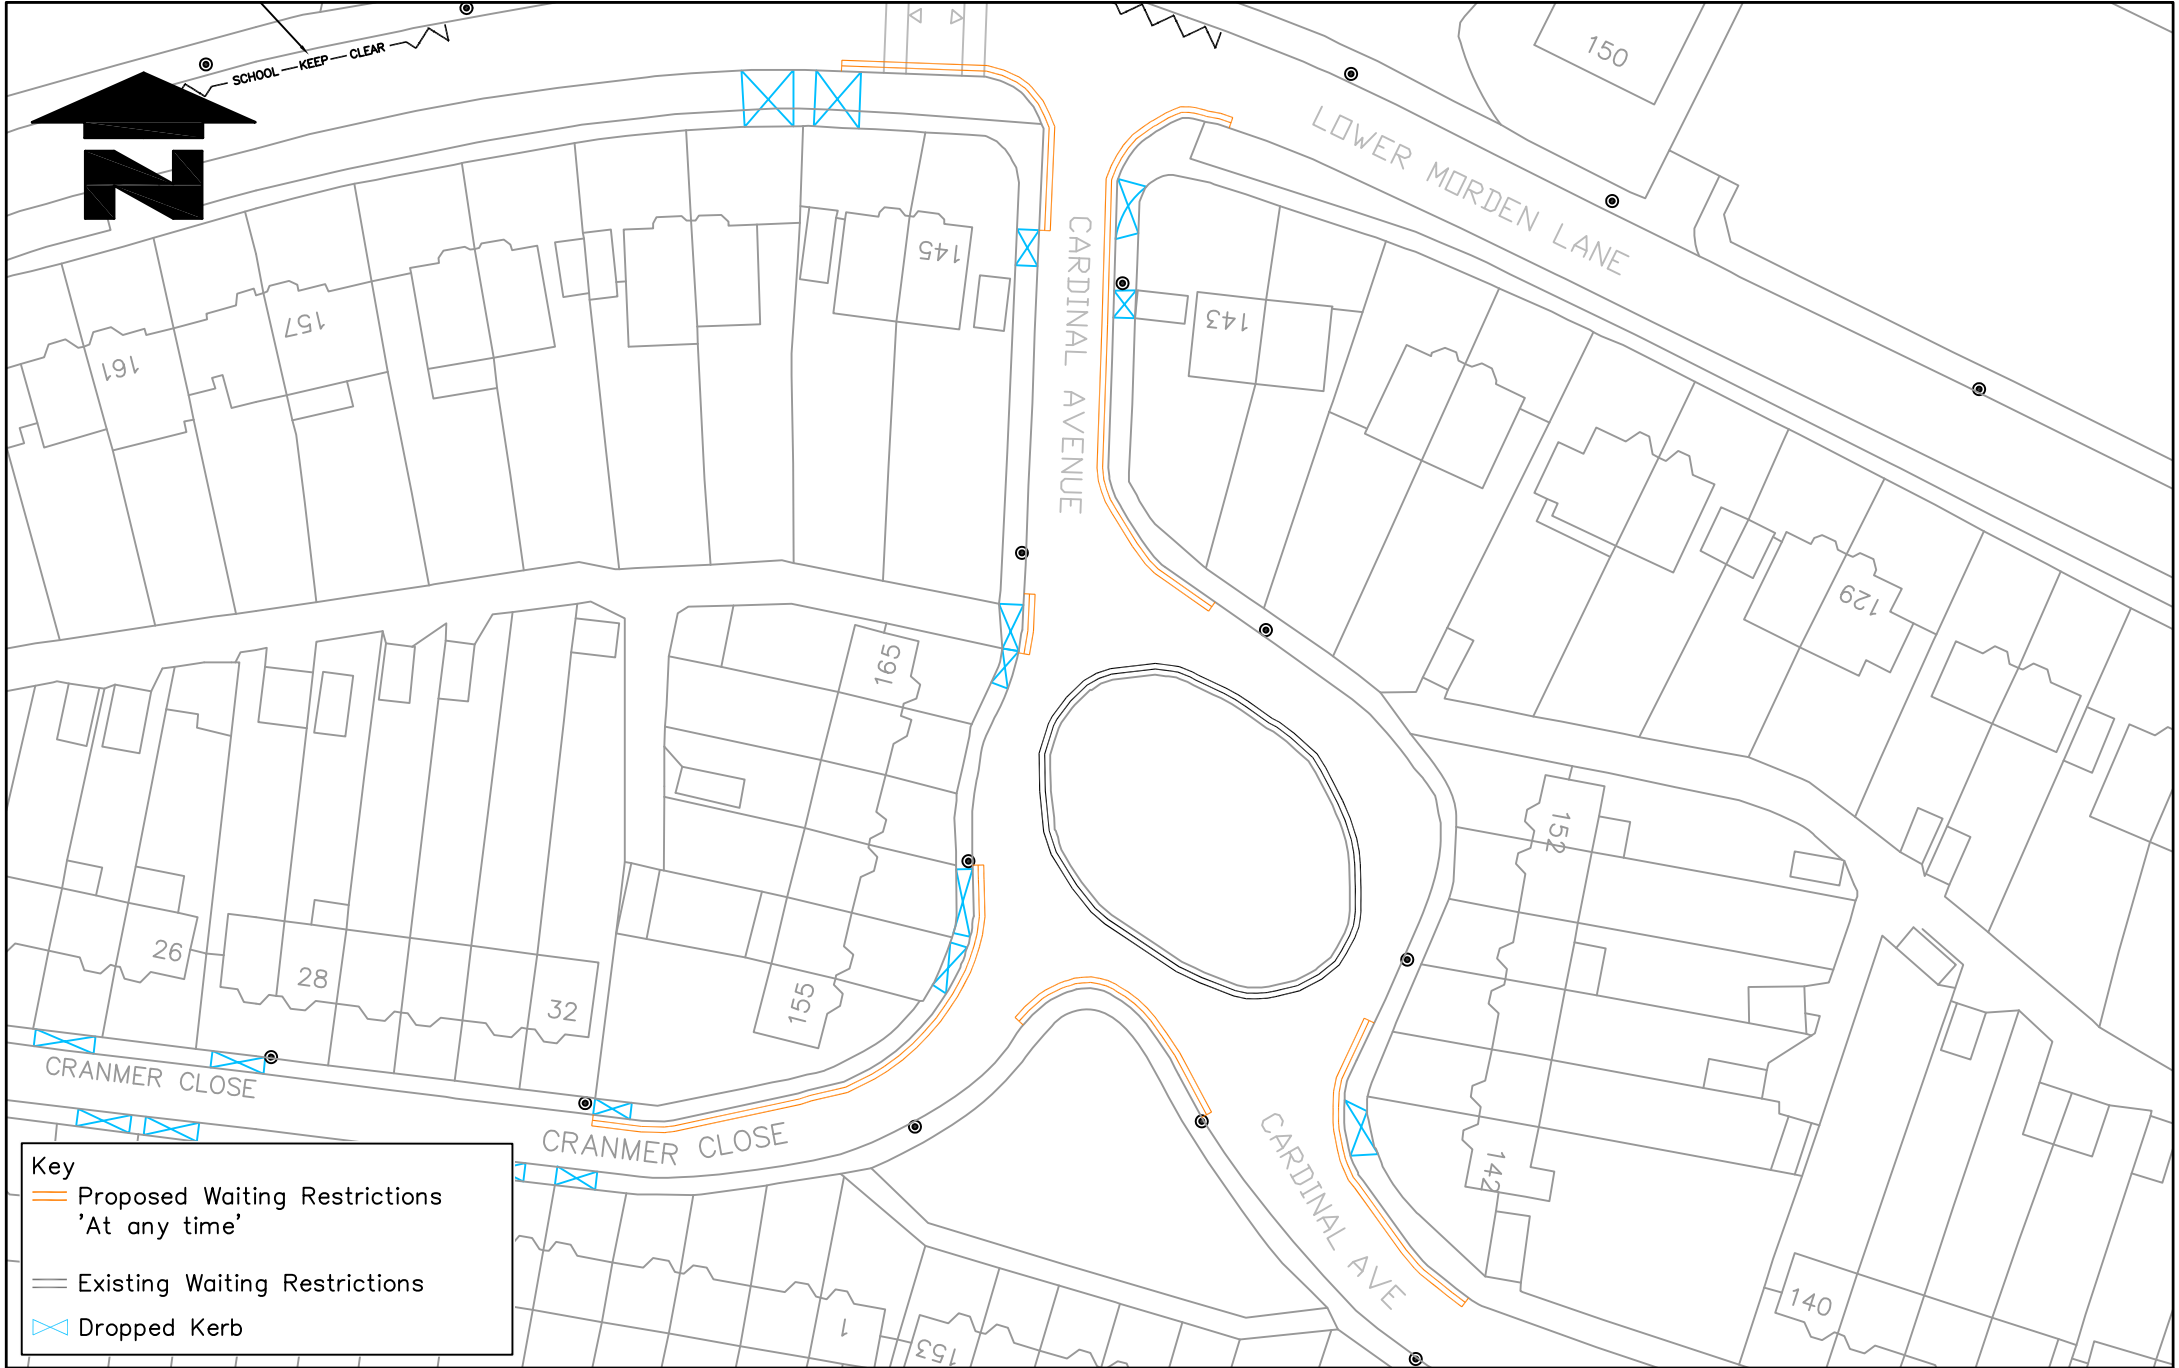 SCHOOL KEEP CLEAR
N
150
LOWER MORDEN LANE
CARDINAL AVENUE
145
143
157
161
129
165
152
26
28
32
155
CRANMER CLOSE
CRANMER CLOSE
CARDINAL AVE
142
140
1
153
Key
Proposed Waiting Restrictions
'At any time'
Existing Waiting Restrictions
Dropped Kerb